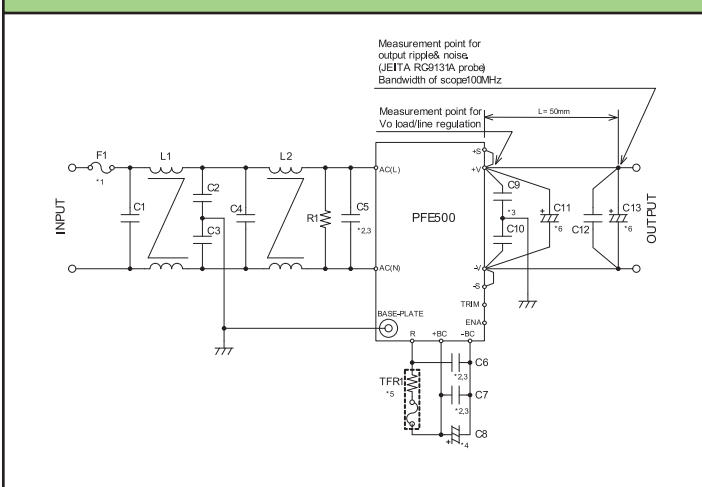 Measurement point for
output ripple& noise.
(JEITA RC9131A probe)
Bandwidth of scope100MHz
Measurement point for
Vo load/line regulation
L= 50mm
F1
*1
L1
L2
+S
+V
AC(L)
C1
C2
C3
C4
R1
C5
*2,3
PFE500
C9
*3
C10
C11
*6
C12
C13
*6
INPUT
OUTPUT
AC(N)
-V
-S
TRIM
ENA
BASE-PLATE
R
+BC
-BC
C6
*2,3
TFR1
*5
C7
*2,3
C8
+
*4
+
+